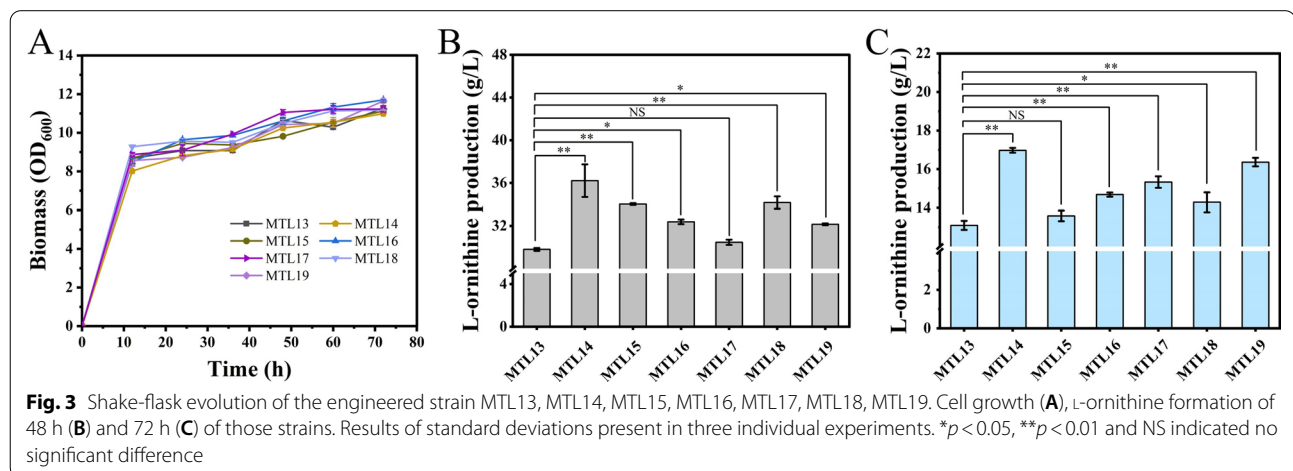 A
Biomass (OD600)
14
12
10
8
6
4
2
0
MTL13 MTL14
MTL15 MTL16
MTL17 MTL18
MTL19
0 10 20 30 40 50 60 70 80
Time (h)
B
L-ornithine production (g/L)
48
44
40
36
32
4
0
*
**
NS
*
**
**
MTL13 MTL14 MTL15 MTL16 MTL17 MTL18 MTL19
C
L-ornithine production (g/L)
22
20
18
16
14
4
2
0
**
*
**
**
NS
**
MTL13 MTL14 MTL15 MTL16 MTL17 MTL18 MTL19
Fig. 3 Shake-flask evolution of the engineered strain MTL13, MTL14, MTL15, MTL16, MTL17, MTL18, MTL19. Cell growth (A), L-ornithine formation of
48 h (B) and 72 h (C) of those strains. Results of standard deviations present in three individual experiments. *p < 0.05, **p < 0.01 and NS indicated no
significant difference